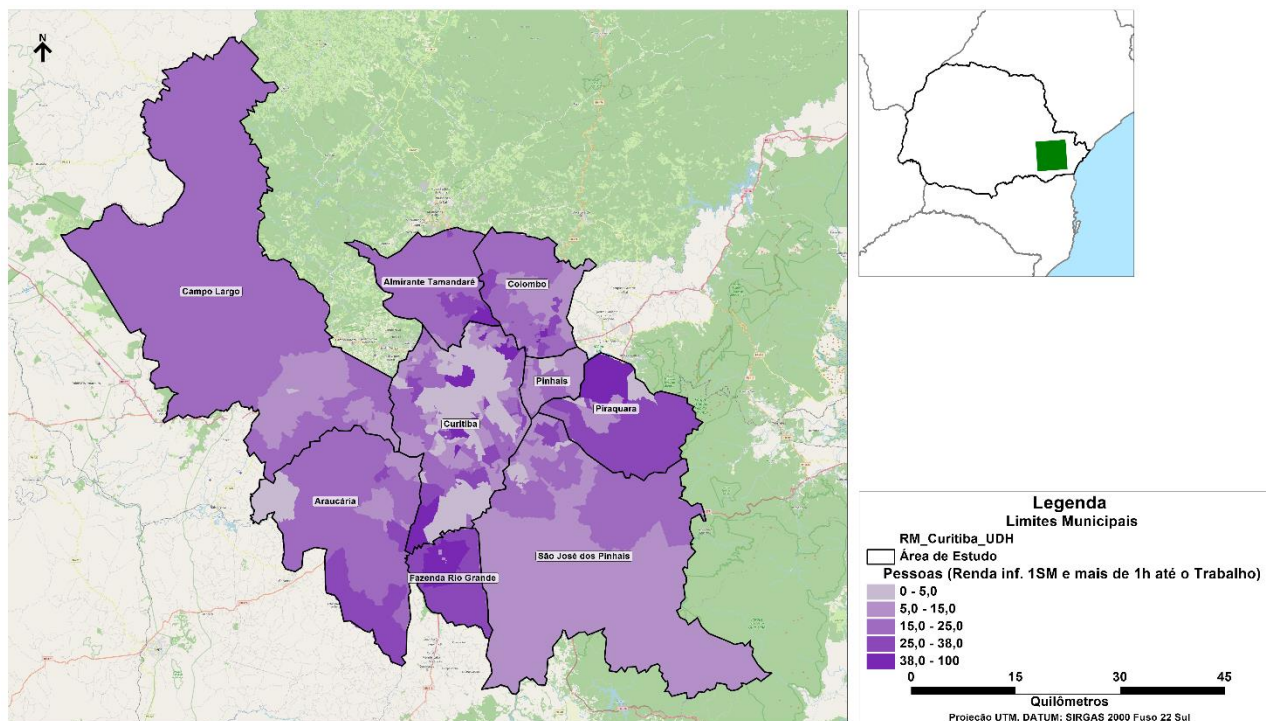 N
Campo Largo
Almirante Tamandaré
Colombo
Pinhais
Piraquara
Curitiba
Araucária
São José dos Pinhais
Fazenda Rio Grande
Legenda
Limites Municipais
RM_Curitiba_UDH
Área de Estudo
Pessoas (Renda inf. 1SM e mais de 1h até o Trabalho)
0 - 5,0
5,0 - 15,0
15,0 - 25,0
25,0 - 38,0
38,0 - 100
0 15 30 45
Quilômetros
Projeção UTM, DATUM: SIRGAS 2000 Fuso 22 Sul